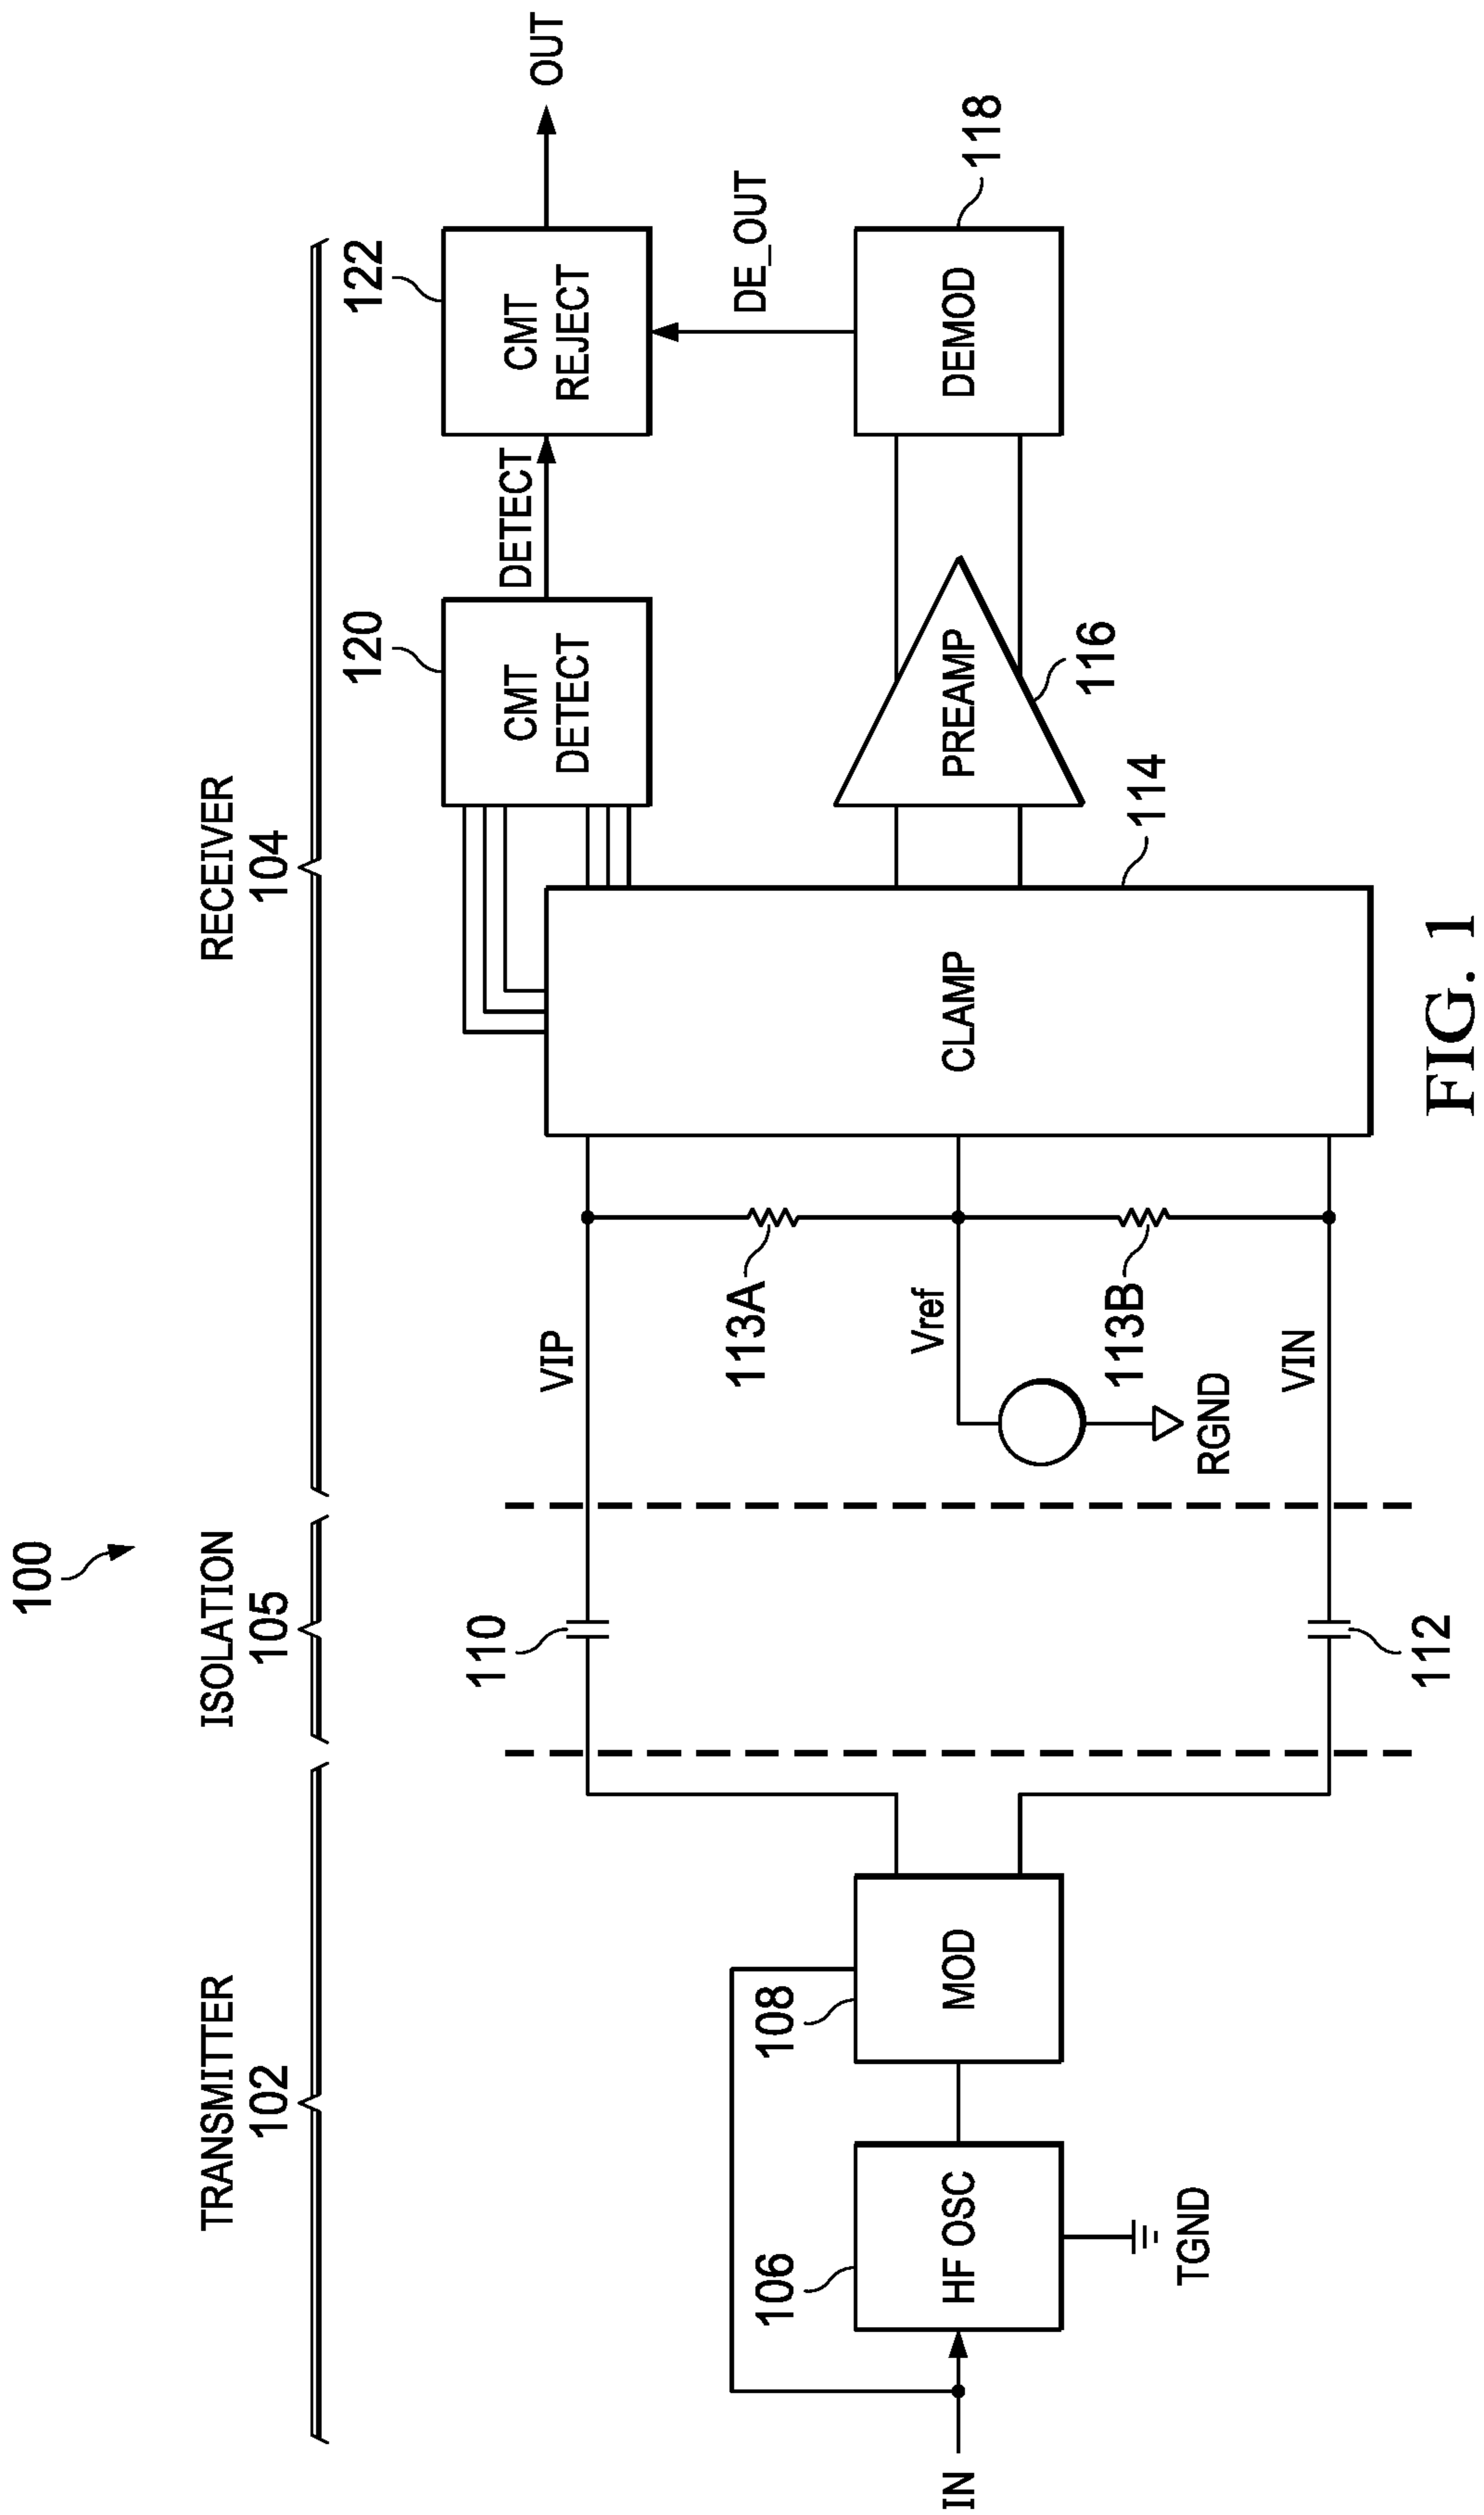 100
TRANSMITTER
102
ISOLATION
105
RECEIVER
104
IN
106
HF OSC
TGND
108
MOD
110
112
VIP
113A
Vref
113B
VIN
RGND
CLAMP
114
120
CMT
DETECT
DETECT
122
CMT
REJECT
OUT
PREAMP
116
DEMOD
118
DE_OUT
FIG. 1